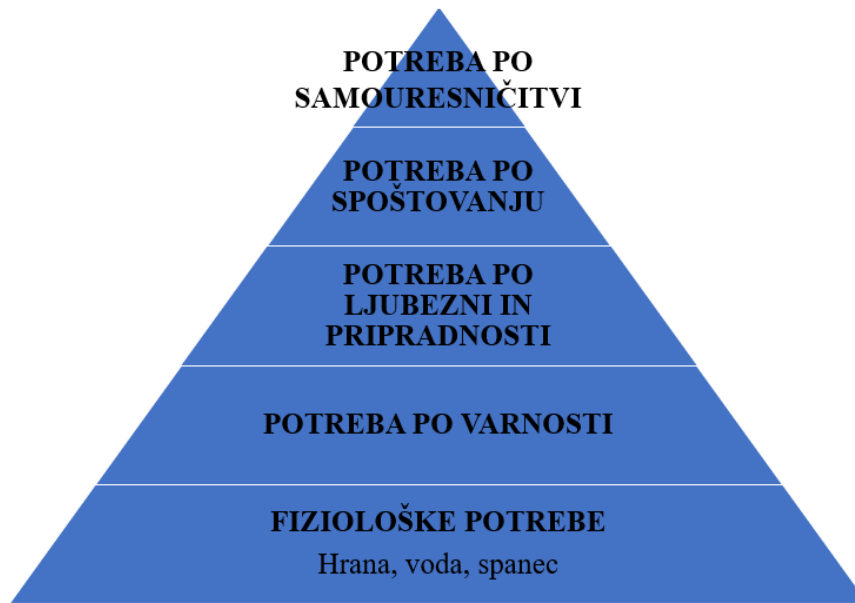 POTREBA PO
SAMOURESNIČITVI
POTREBA PO
SPOŠTOVANJU
POTREBA PO
LJUBEZNI IN
PRIPRADNOSTI
POTREBA PO VARNOSTI
FIZIOLOŠKE POTREBE
Hrana, voda, spanec